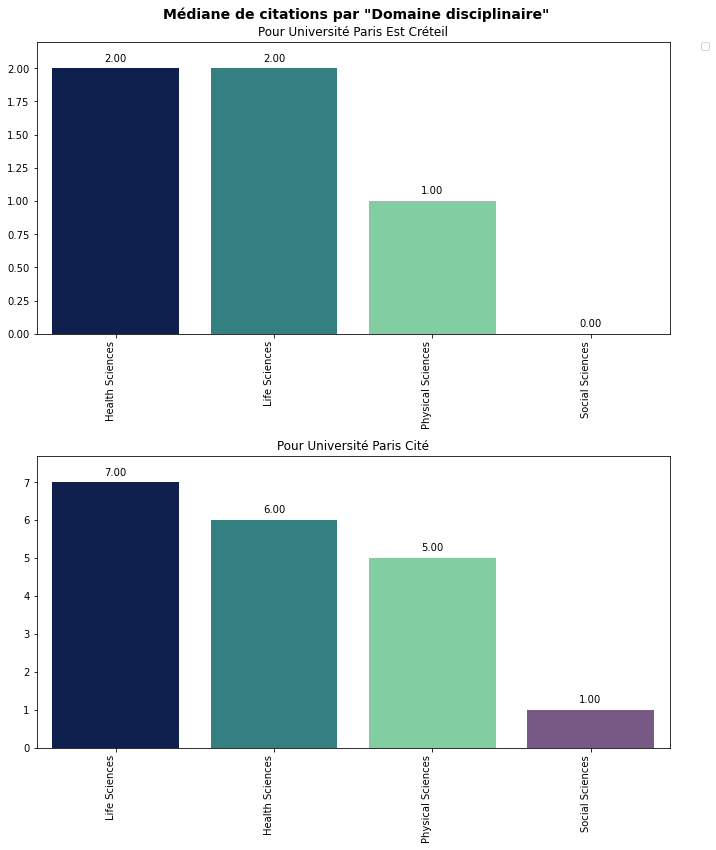 Médiane de citations par "Domaine disciplinaire"
Pour Université Paris Est Créteil
2.00
2.00
1.00
0.00
2.00
1.75
1.50
1.25
1.00
0.75
0.50
0.25
0.00
Health Sciences
Life Sciences
Physical Sciences
Social Sciences
Pour Université Paris Cité
7.00
6.00
5.00
1.00
7
6
5
4
3
2
1
0
Life Sciences
Health Sciences
Physical Sciences
Social Sciences